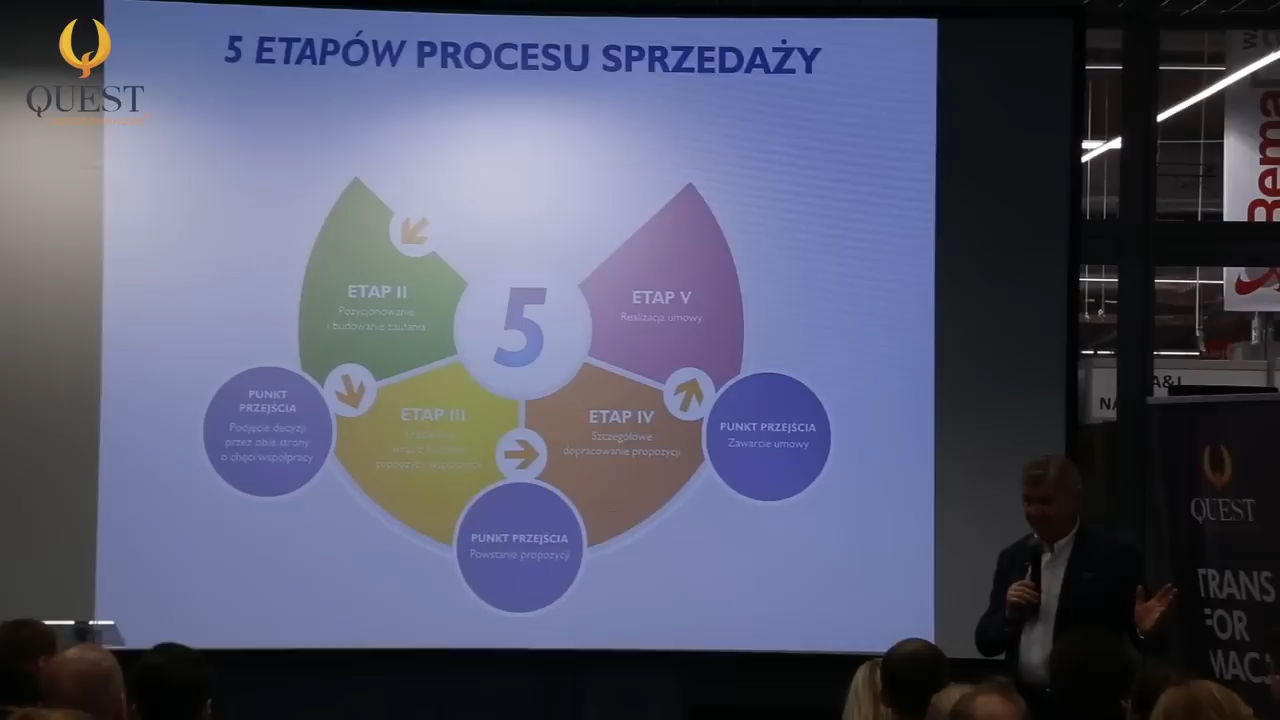 QUEST
5 ETAPÓW PROCESU SPRZEDAŻY
ETAP II
Pozycjonowanie
i budowanie zaufania
5
ETAP V
Realizacja umowy
PUNKT
PRZEJŚCIA
Podjęcie decyzji
przez obie strony
o chęci współpracy
ETAP III
ETAP IV
Szczegółowe
dopracowanie propozycji
PUNKT PRZEJŚCIA
Zawarcie umowy
PUNKT PRZEJŚCIA
Powstanie propozycji
Bema
A&I
NA
QUEST
TRANS
FOR
MACJ